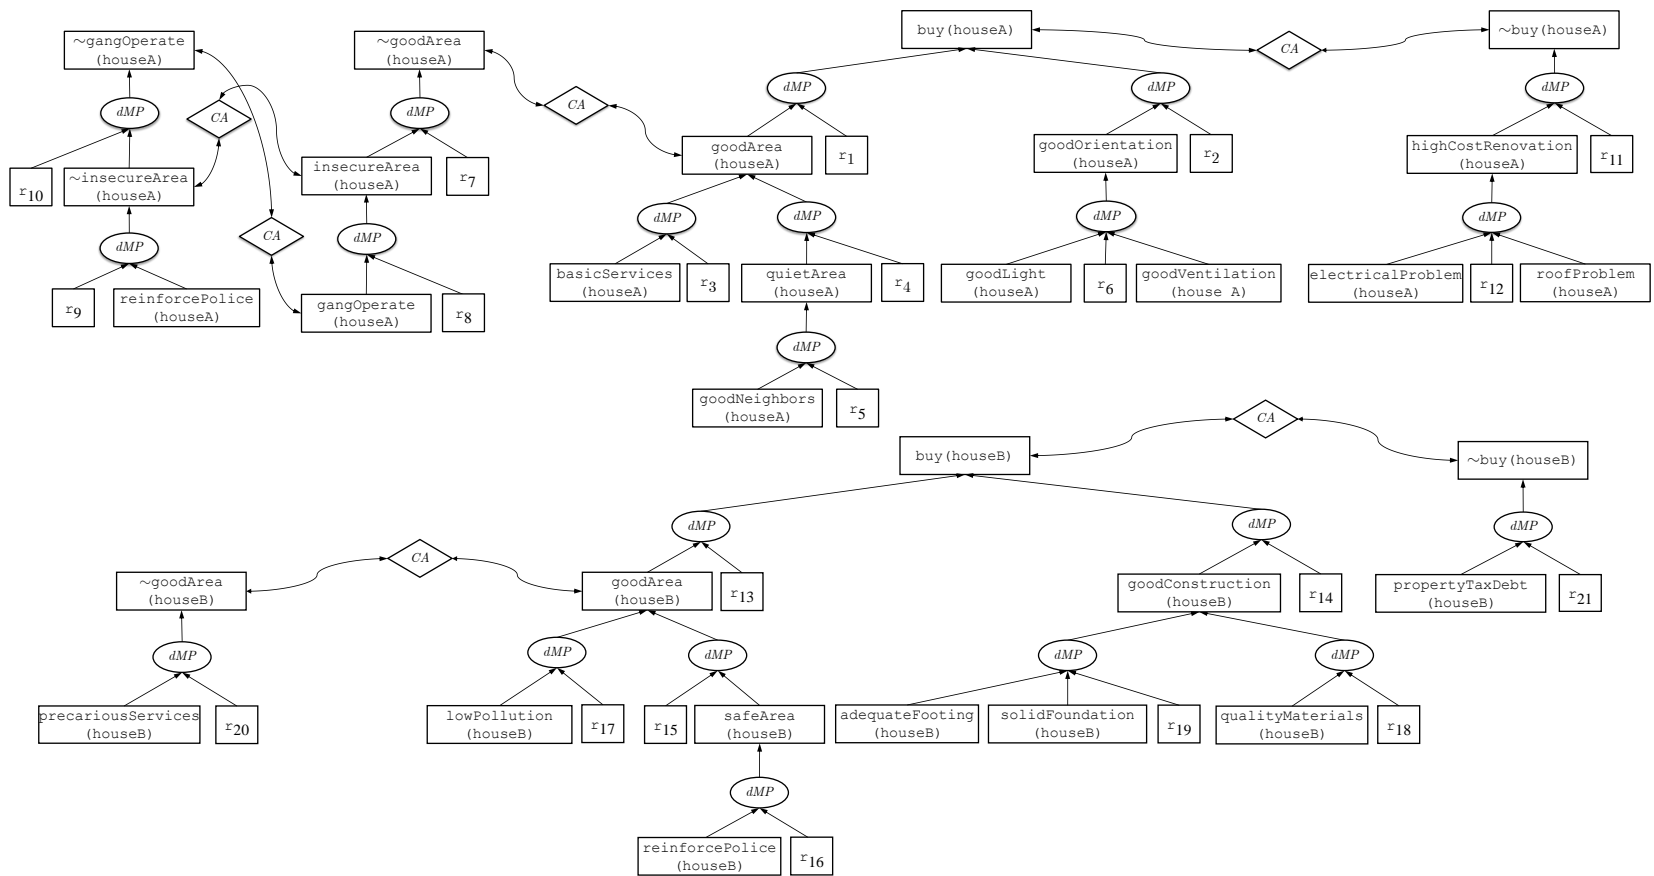 buy(houseA)
~buy(houseA)
CA
~gangOperate
(houseA)
~goodArea
(houseA)
dMP
CA
dMP
CA
dMP
dMP
dMP
r10
~insecureArea
(houseA)
insecureArea
(houseA)
r7
goodArea
(houseA)
r1
goodOrientation
(houseA)
r2
highCostRenovation
(houseA)
r11
dMP
CA
dMP
dMP
dMP
dMP
dMP
r9
reinforcePolice
(houseA)
gangOperate
(houseA)
r8
basicServices
(houseA)
r3
quietArea
(houseA)
r4
goodLight
(houseA)
r6
goodVentilation
(house A)
electricalProblem
(houseA)
r12
roofProblem
(houseA)
dMP
goodNeighbors
(houseA)
r5
CA
buy(houseB)
~buy(houseB)
dMP
dMP
dMP
CA
~goodArea
(houseB)
goodArea
(houseB)
r13
goodConstruction
(houseB)
r14
propertyTaxDebt
(houseB)
r21
dMP
dMP
dMP
dMP
dMP
precariousServices
(houseB)
r20
lowPollution
(houseB)
r17
r15
safeArea
(houseB)
adequateFooting
(houseB)
solidFoundation
(houseB)
r19
qualityMaterials
(houseB)
r18
dMP
reinforcePolice
(houseB)
r16